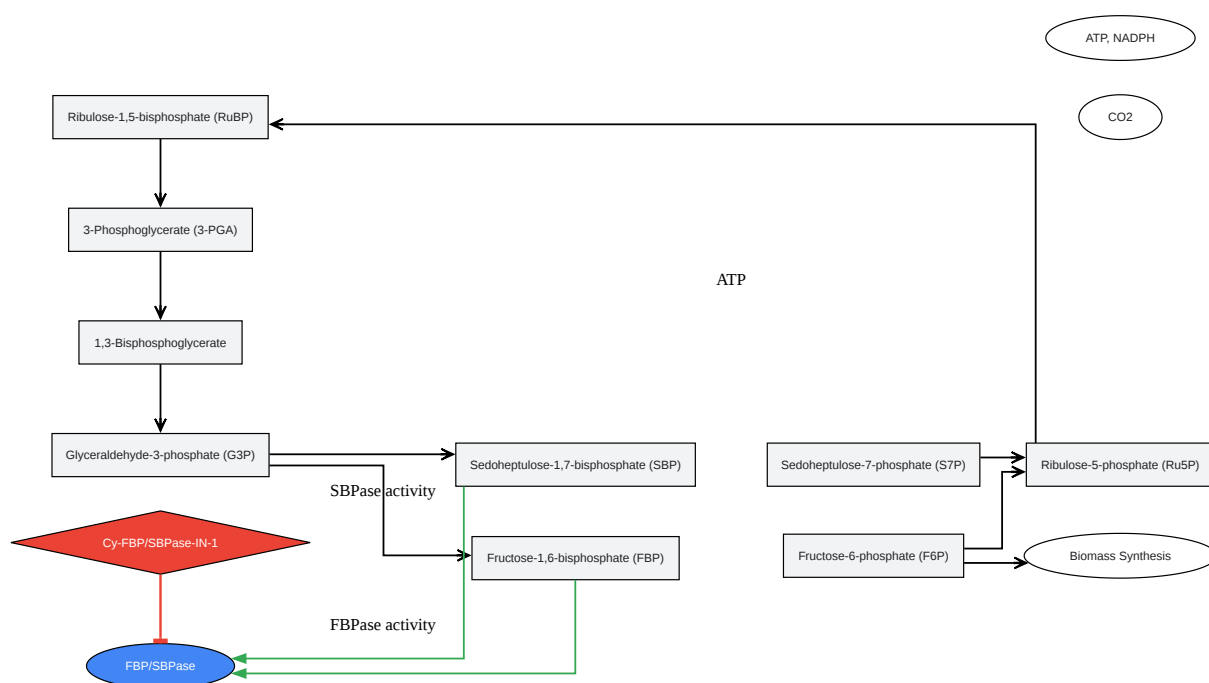 ATP, NADPH
Ribulose-1,5-bisphosphate (RuBP)
CO2
3-Phosphoglycerate (3-PGA)
ATP
1,3-Bisphosphoglycerate
Glyceraldehyde-3-phosphate (G3P)
Sedoheptulose-1,7-bisphosphate (SBP)
Sedoheptulose-7-phosphate (S7P)
Ribulose-5-phosphate (Ru5P)
SBPase activity
Cy-FBP/SBPase-IN-1
Fructose-1,6-bisphosphate (FBP)
Fructose-6-phosphate (F6P)
Biomass Synthesis
FBPase activity
FBP/SBPase